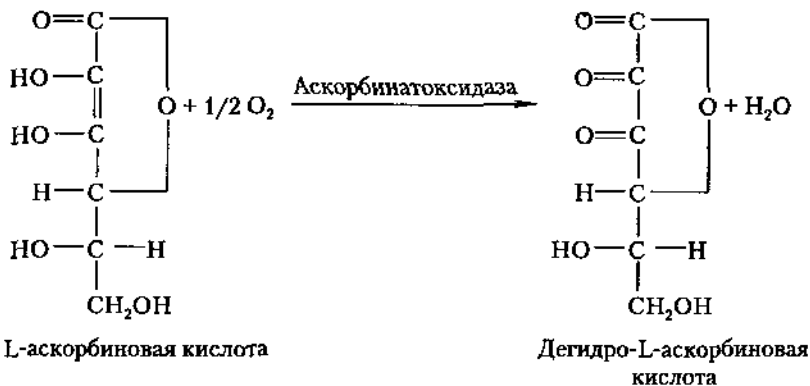 O=C O=C
HO—C O=C
Аскорбинатоксидаза
O + 1/2 O₂ O + H₂O
HO—C O=C
H—C H—C
HO—C—H HO—C—H
CH₂OH CH₂OH
L-аскорбиновая кислота
Дегидро-L-аскорбиновая
кислота